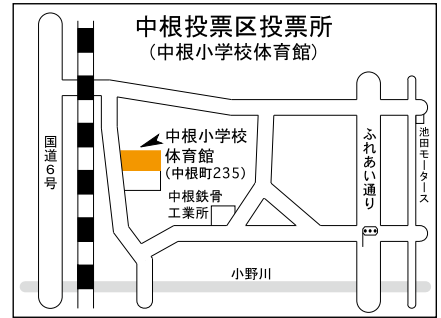 中根投票区投票所
(中根小学校体育館)
国道6号
中根小学校
体育館
(中根町235)
中根鉄骨
工業所
ふれあい通り
池田モータース
小野川